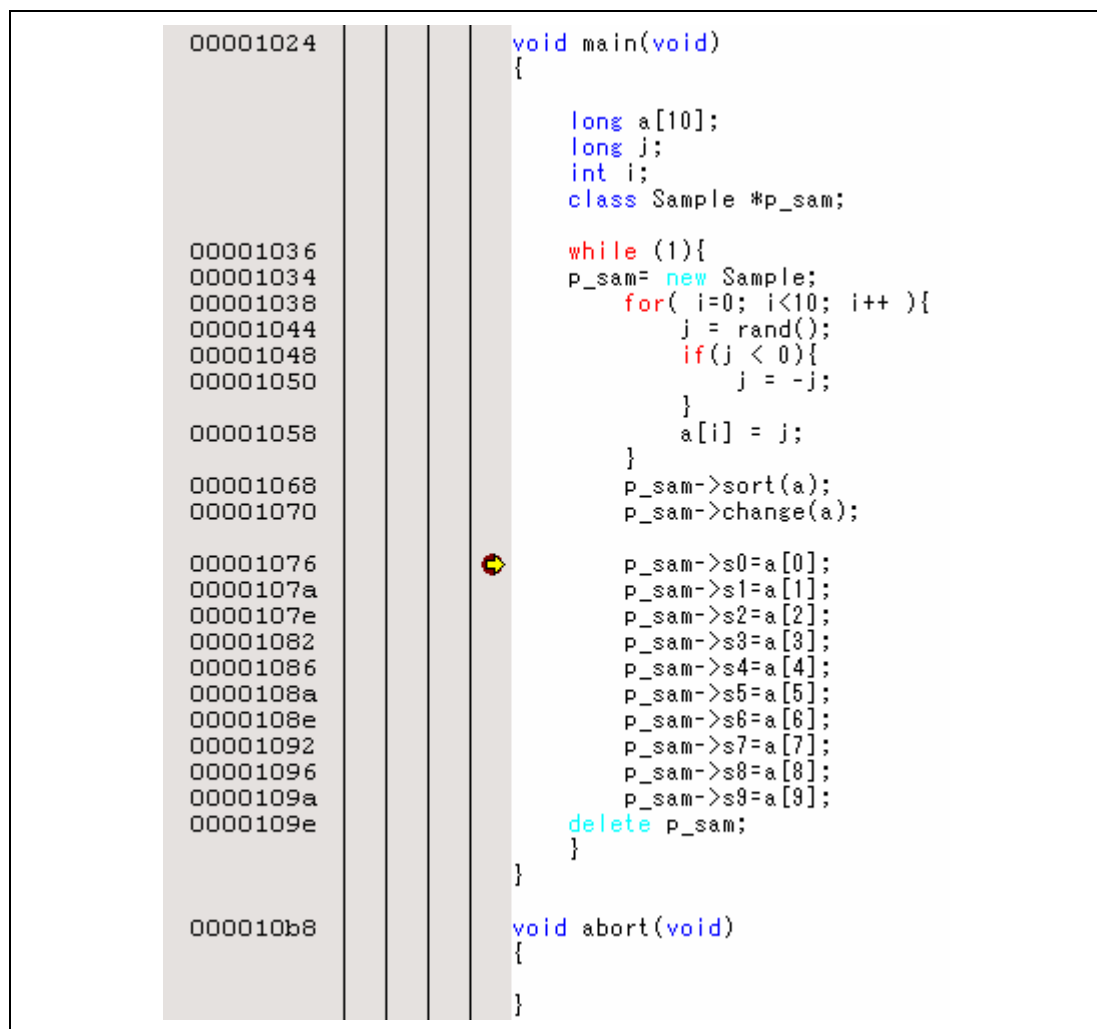 00001024 void main(void)
{
long a[10];
long j;
int i;
class Sample *p_sam;
00001036 while (1){
00001034 p_sam= new Sample;
00001038 for( i=0; i<10; i++ ){
00001044 j = rand();
00001048 if(j < 0){
00001050 j = -j;
}
00001058 a[i] = j;
}
00001068 p_sam->sort(a);
00001070 p_sam->change(a);
00001076 p_sam->s0=a[0];
0000107a p_sam->s1=a[1];
0000107e p_sam->s2=a[2];
00001082 p_sam->s3=a[3];
00001086 p_sam->s4=a[4];
0000108a p_sam->s5=a[5];
0000108e p_sam->s6=a[6];
00001092 p_sam->s7=a[7];
00001096 p_sam->s8=a[8];
0000109a p_sam->s9=a[9];
0000109e delete p_sam;
}
}
000010b8 void abort(void)
{
}